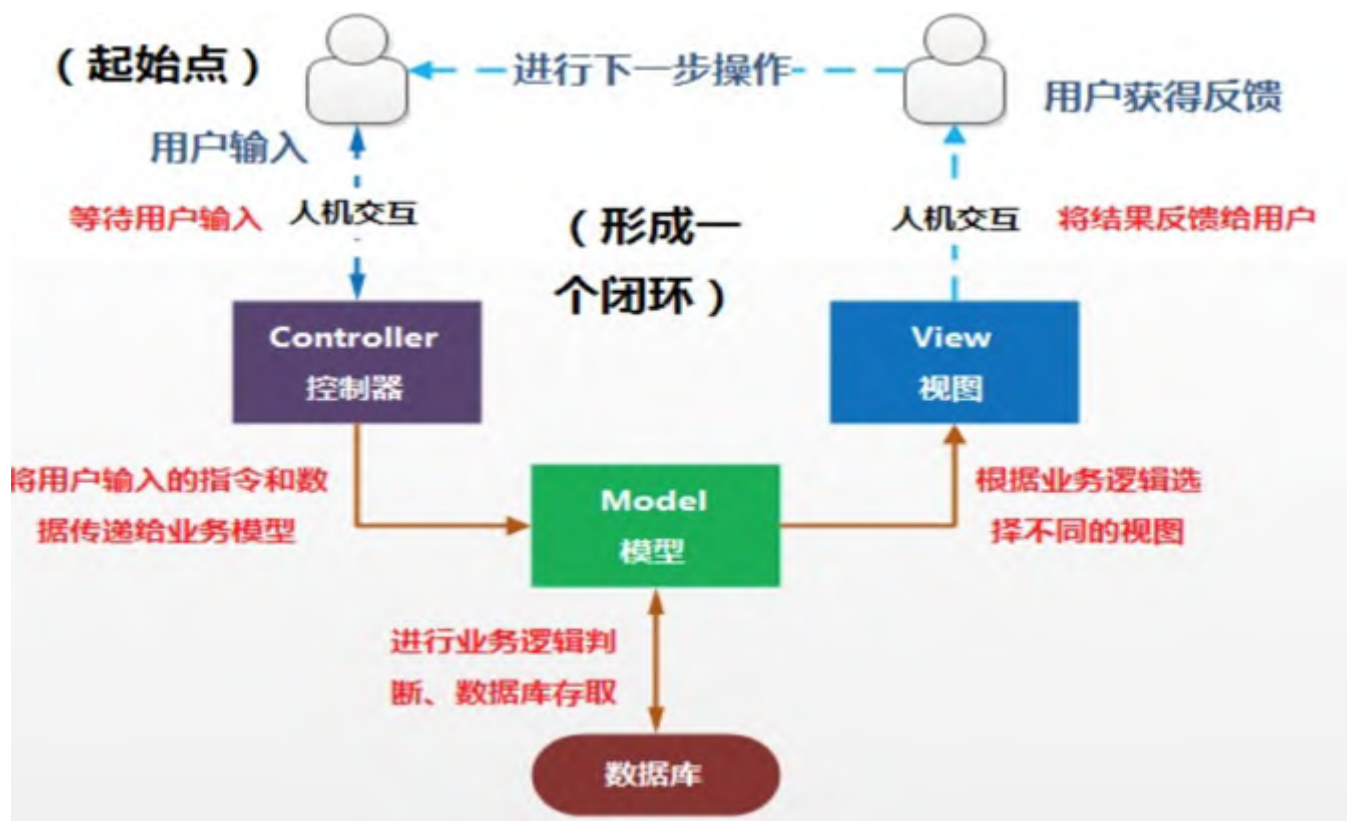 （起始点）
进行下一步操作
用户获得反馈
用户输入
等待用户输入
人机交互
（形成一
个闭环）
人机交互
将结果反馈给用户
Controller
控制器
View
视图
将用户输入的指令和数
据传递给业务模型
Model
模型
根据业务逻辑选
择不同的视图
进行业务逻辑判
断、数据库存取
数据库